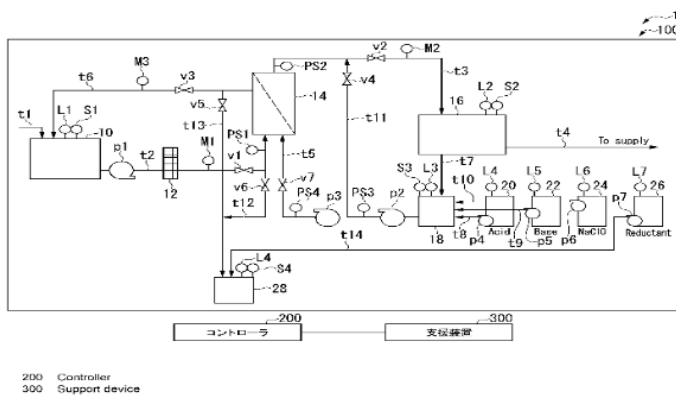 1
100
t6
M3
v3
PS2
v2
M2
v4
t3
14
t1
L1
S1
10
v5
t13
t11
L2
S2
16
p1
t2
M1
PS1
v1
t5
t4
To supply
12
v6
v7
t7
S3
L3
t10
L4
20
L5
22
L6
24
L7
26
PS4
p3
PS3
p2
p7
t12
18
t8
p4
Acid
t9
p5
Base
p6
NaClO
Reductant
t14
L4
S4
28
200
300
コントローラ
支援装置
200 Controller
300 Support device